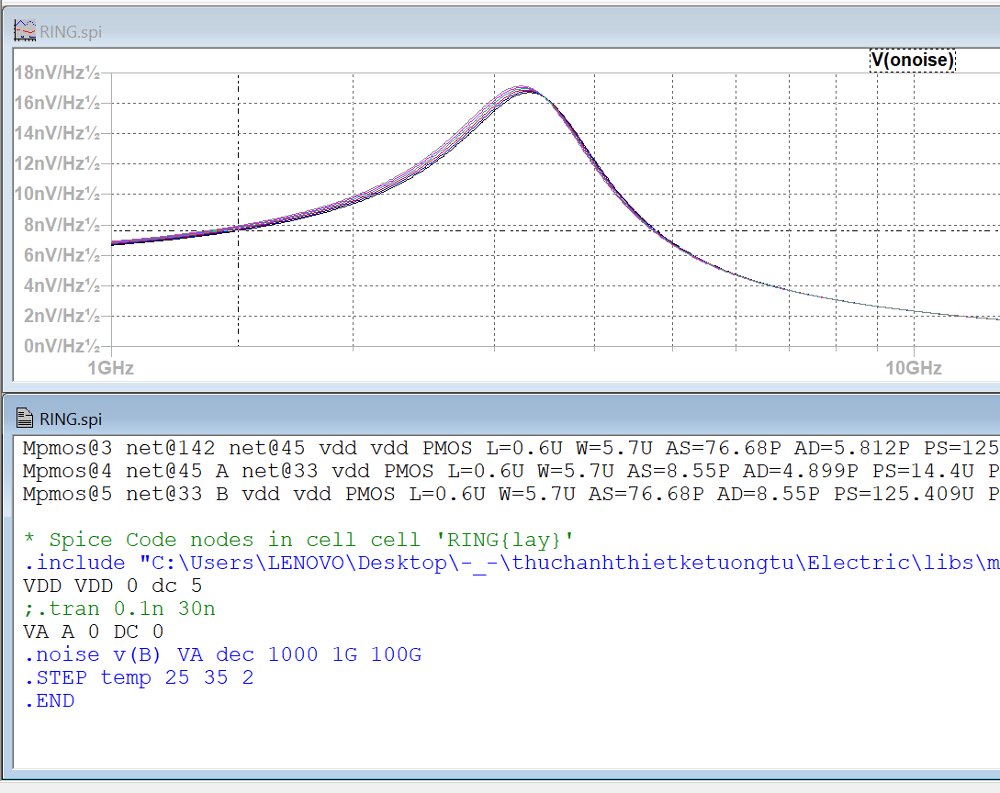 RING.spi
V(onoise)
18nV/Hz½
16nV/Hz½
14nV/Hz½
12nV/Hz½
10nV/Hz½
8nV/Hz½
6nV/Hz½
4nV/Hz½
2nV/Hz½
0nV/Hz½
1GHz 10GHz
RING.spi
Mpmos@3 net@142 net@45 vdd vdd PMOS L=0.6U W=5.7U AS=76.68P AD=5.812P PS=125
Mpmos@4 net@45 A net@33 vdd PMOS L=0.6U W=5.7U AS=8.55P AD=4.899P PS=14.4U P
Mpmos@5 net@33 B vdd vdd PMOS L=0.6U W=5.7U AS=76.68P AD=8.55P PS=125.409U P
* Spice Code nodes in cell cell 'RING{lay}'
.include "C:\Users\LENOVO\Desktop\-_-\thuchanhthietketuongtu\Electric\libs\m
VDD VDD 0 dc 5
;.tran 0.1n 30n
VA A 0 DC 0
.noise v(B) VA dec 1000 1G 100G
.STEP temp 25 35 2
.END